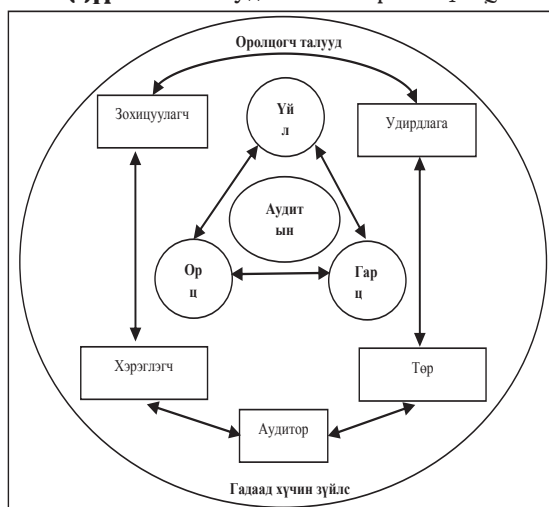 Оролцогч талууд
Зохицуулагч
Үй
л
Удирдлага
Аудит
ын
Ор
ц
Гар
ц
Хэрэглэгч
Төр
Аудитор
Гадаад хүчин зүйлс